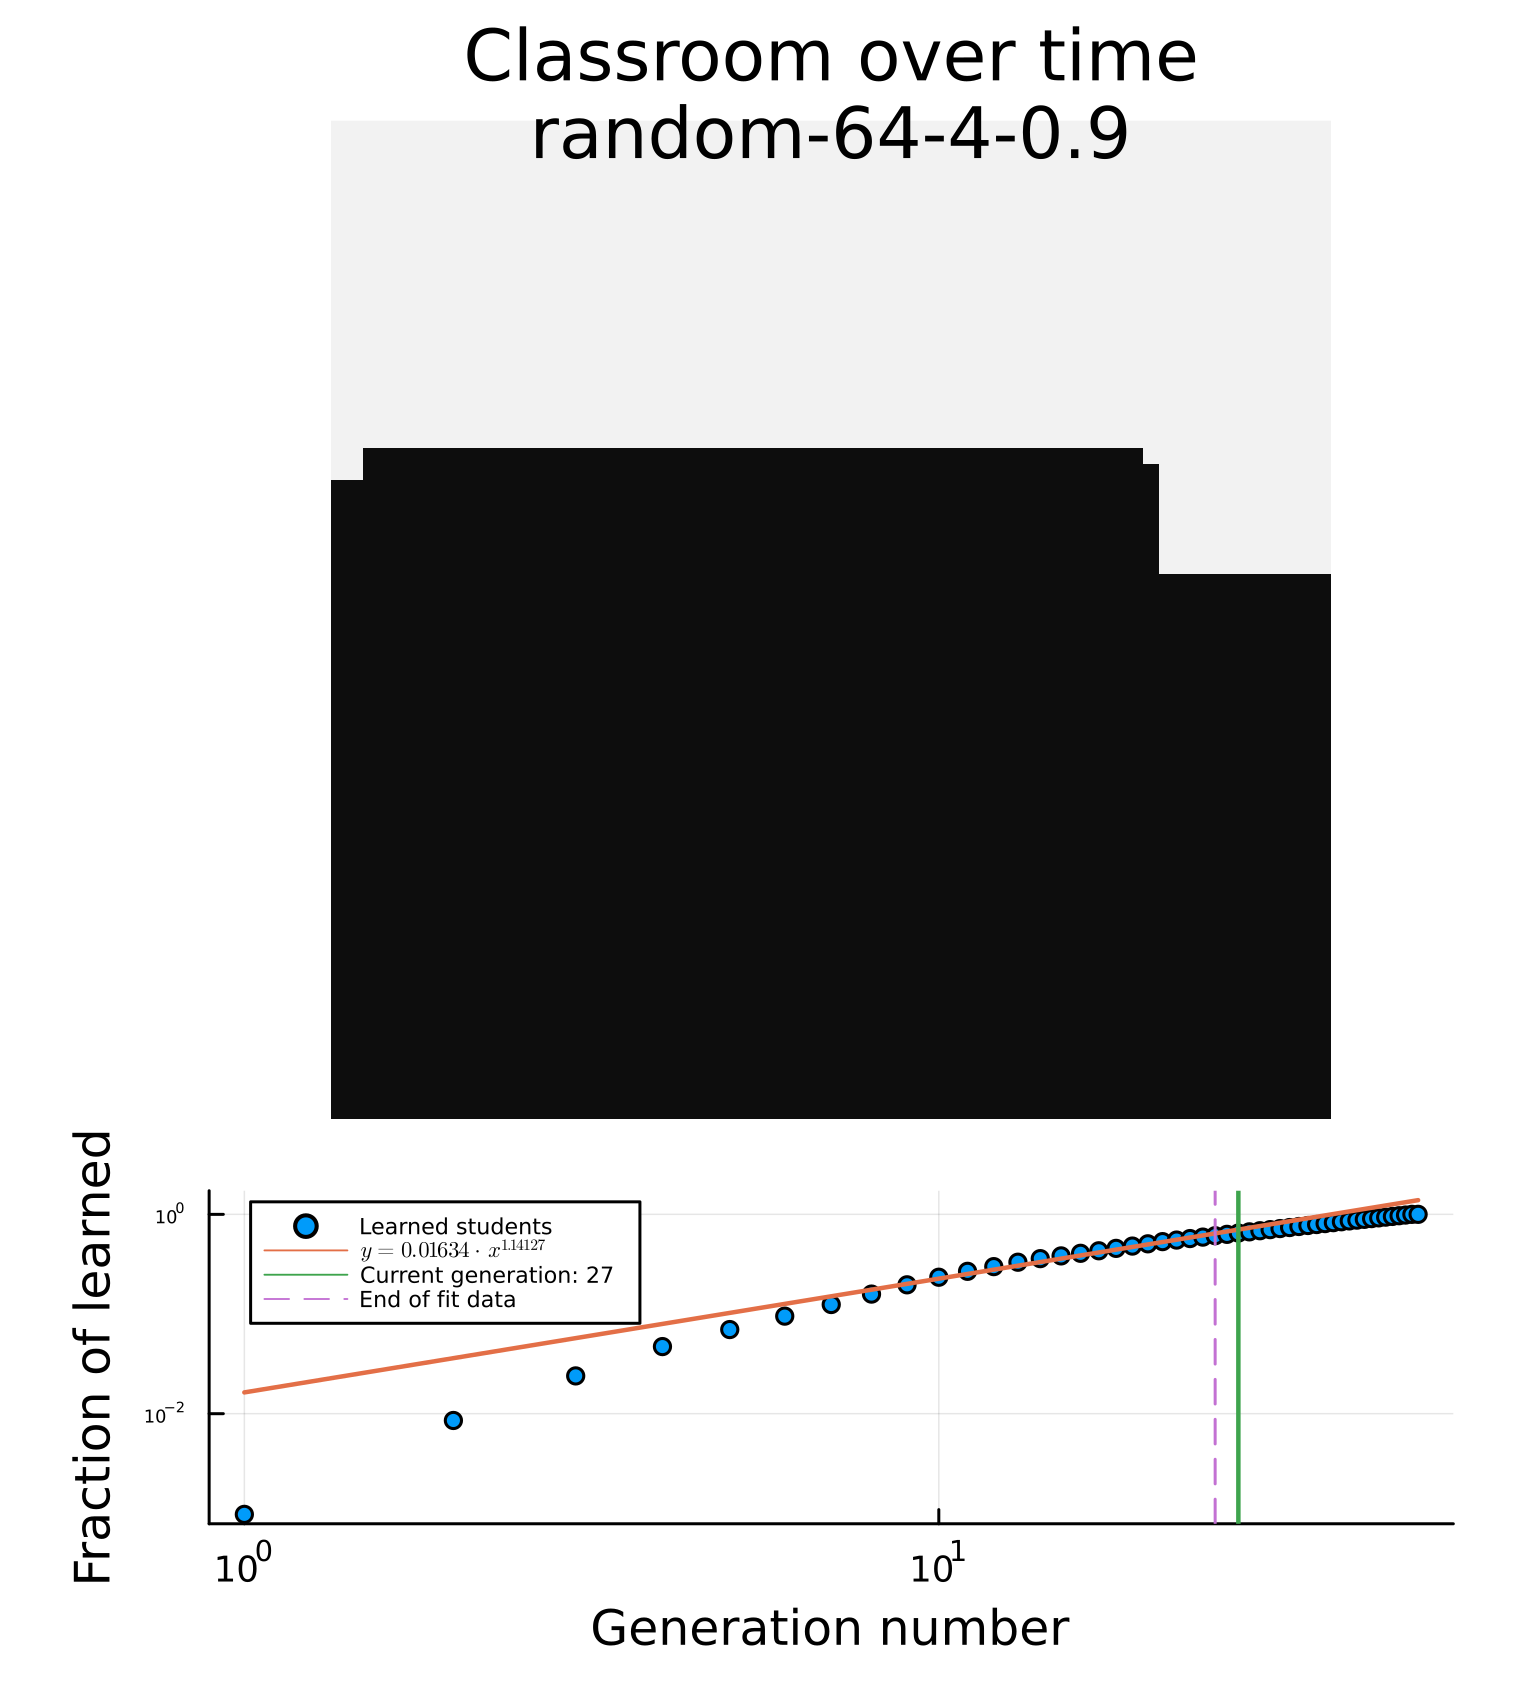 Classroom over time
random-64-4-0.9
Fraction of learned
10^0
10^-2
Learned students
y = 0.01634 · x^1.14127
Current generation: 27
End of fit data
10^0
10^1
Generation number